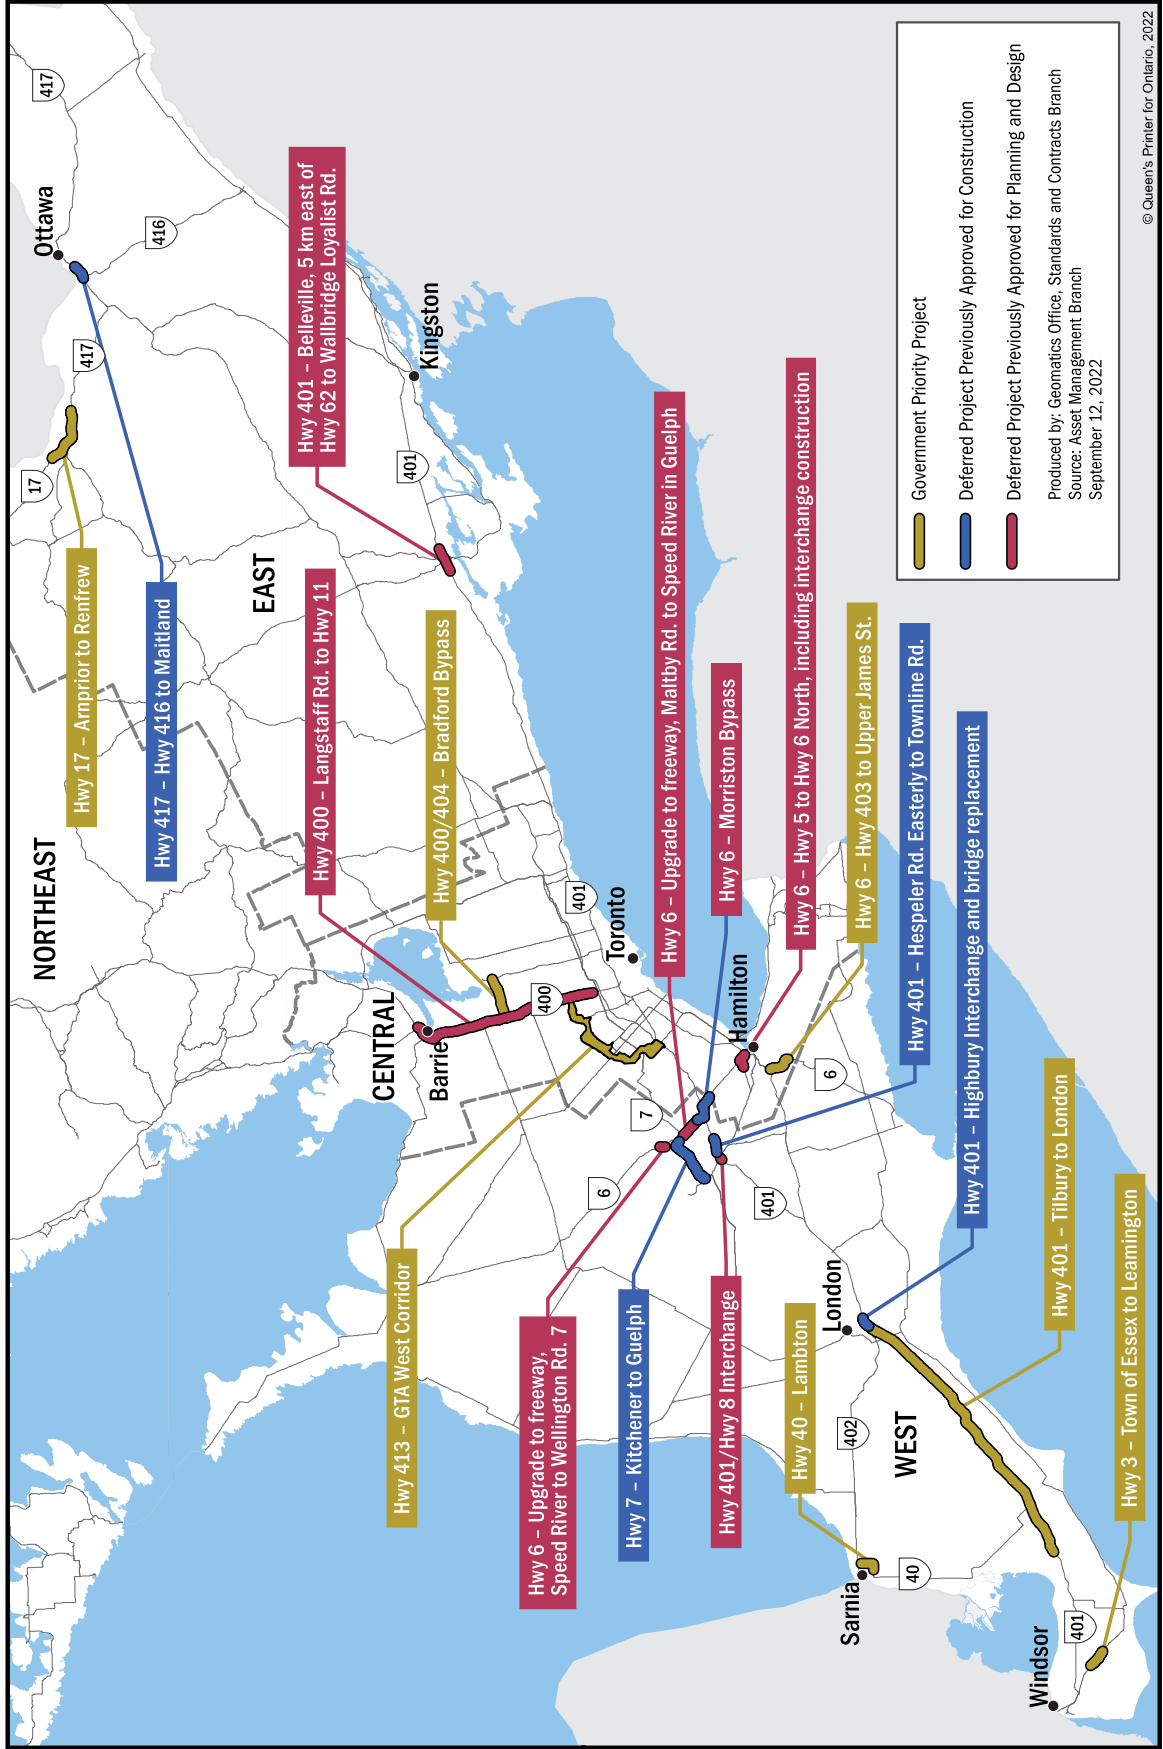 NORTHEAST
Hwy 17 – Arnprior to Renfrew
17
417
Ottawa
417
Hwy 417 – Hwy 416 to Maitland
416
EAST
Hwy 401 – Belleville, 5 km east of
Hwy 62 to Wallbridge Loyalist Rd.
Hwy 400 – Langstaff Rd. to Hwy 11
CENTRAL
Barrie
Hwy 400/404 – Bradford Bypass
401
Kingston
Hwy 413 – GTA West Corridor
400
401
Toronto
Hwy 6 – Upgrade to freeway,
Speed River to Wellington Rd. 7
6
7
Hwy 7 – Kitchener to Guelph
Hwy 6 – Upgrade to freeway, Maltby Rd. to Speed River in Guelph
Hwy 401/Hwy 8 Interchange
Hwy 6 – Morriston Bypass
Hamilton
401
Hwy 6 – Hwy 5 to Hwy 6 North, including interchange construction
6
Hwy 40 – Lambton
London
Hwy 6 – Hwy 403 to Upper James St.
Sarnia
402
WEST
40
Hwy 401 – Hespeler Rd. Easterly to Townline Rd.
Hwy 401 – Highbury Interchange and bridge replacement
Windsor
401
Hwy 401 – Tilbury to London
Hwy 3 – Town of Essex to Leamington
Government Priority Project
Deferred Project Previously Approved for Construction
Deferred Project Previously Approved for Planning and Design
Produced by: Geomatics Office, Standards and Contracts Branch
Source: Asset Management Branch
September 12, 2022
© Queen's Printer for Ontario, 2022